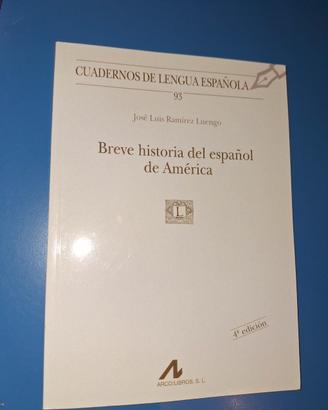 CUADERNOS DE LENGUA ESPAÑOLA
93
José Luis Ramírez Luengo
Breve historia del español
de América
L
4ª edición
A
ARCO/LIBROS, S. L.